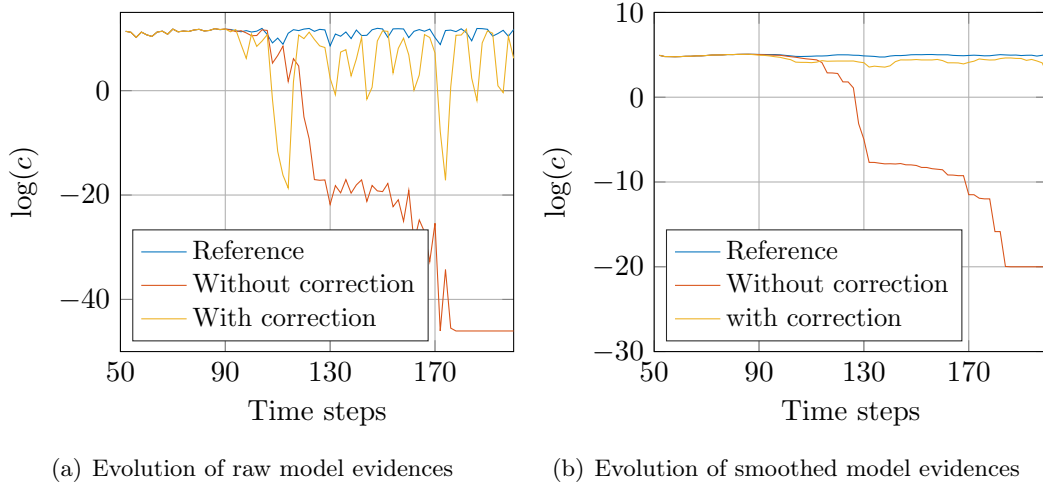 0
−20
−40
log(c)
50
90
130
170
Time steps
Reference
Without correction
With correction
(a) Evolution of raw model evidences
10
0
−10
−20
−30
log(c)
50
90
130
170
Time steps
Reference
Without correction
with correction
(b) Evolution of smoothed model evidences